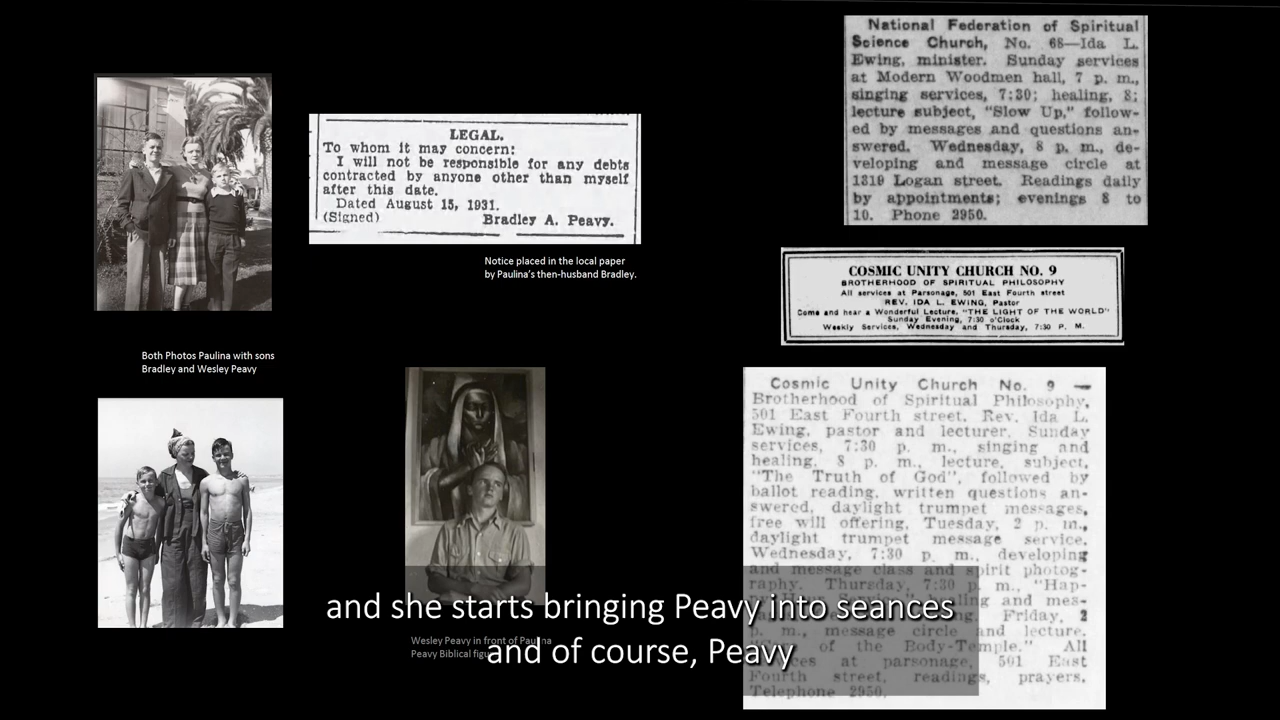 LEGAL.
To whom it may concern:
I will not be responsible for any debts
contracted by anyone other than myself
after this date.
Dated August 15, 1931.
(Signed) Bradley A. Peavy.
Notice placed in the local paper
by Paulina's then-husband Bradley.
Both Photos Paulina with sons
Bradley and Wesley Peavy
Wesley Peavy in front of Paulina
Peavy Biblical
National Federation of Spiritual
Science Church, No. 68—Ida L.
Ewing, minister. Sunday services
at Modern Woodmen hall, 7 p. m.,
singing services, 7:30; healing, 8;
lecture subject, "Slow Up," follow-
ed by messages and questions an-
swered. Wednesday, 8 p. m., de-
veloping and message circle at
1319 Logan street. Readings daily
by appointments; evenings 8 to
10. Phone 2950.
COSMIC UNITY CHURCH NO. 9
BROTHERHOOD OF SPIRITUAL PHILOSOPHY
All services at Parsonage, 501 East Fourth street
REV. IDA L. EWING, Pastor
Come and hear a Wonderful Lecture, "THE LIGHT OF THE WORLD"
Sunday Evening, 7:30 o'Clock
Weekly Services, Wednesday and Thursday, 7:30 P. M.
Cosmic Unity Church No. 9 —
Brotherhood of Spiritual Philosophy,
501 East Fourth street. Rev. Ida L.
Ewing, pastor and lecturer. Sunday
services, 7:30 p. m., singing and
healing, 8 p. m., lecture, subject,
"The Truth of God", followed by
ballot reading, written questions an-
swered, daylight trumpet messages,
free will offering, Tuesday, 2 p. m.,
daylight trumpet message service.
Wednesday, 7:30 p. m., developing
and message class and spirit photog-
raphy. Thursday, 7:30 p. m., "Hap-
and mes-
Friday, 2
p. m., message circle and lecture.
of the Body-Temple." All
at parsonage, 501 East
Fourth street, readings, prayers.
Telephone 2950.
and she starts bringing Peavy into seances
and of course, Peavy